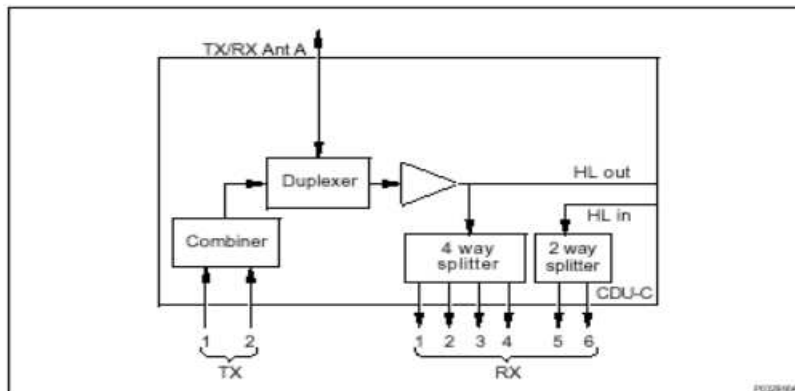 TX/RX Ant A
Duplexer
HL out
HL in
Combiner
4 way
splitter
2 way
splitter
CDU-C
1 2 1 2 3 4 5 6
TX RX